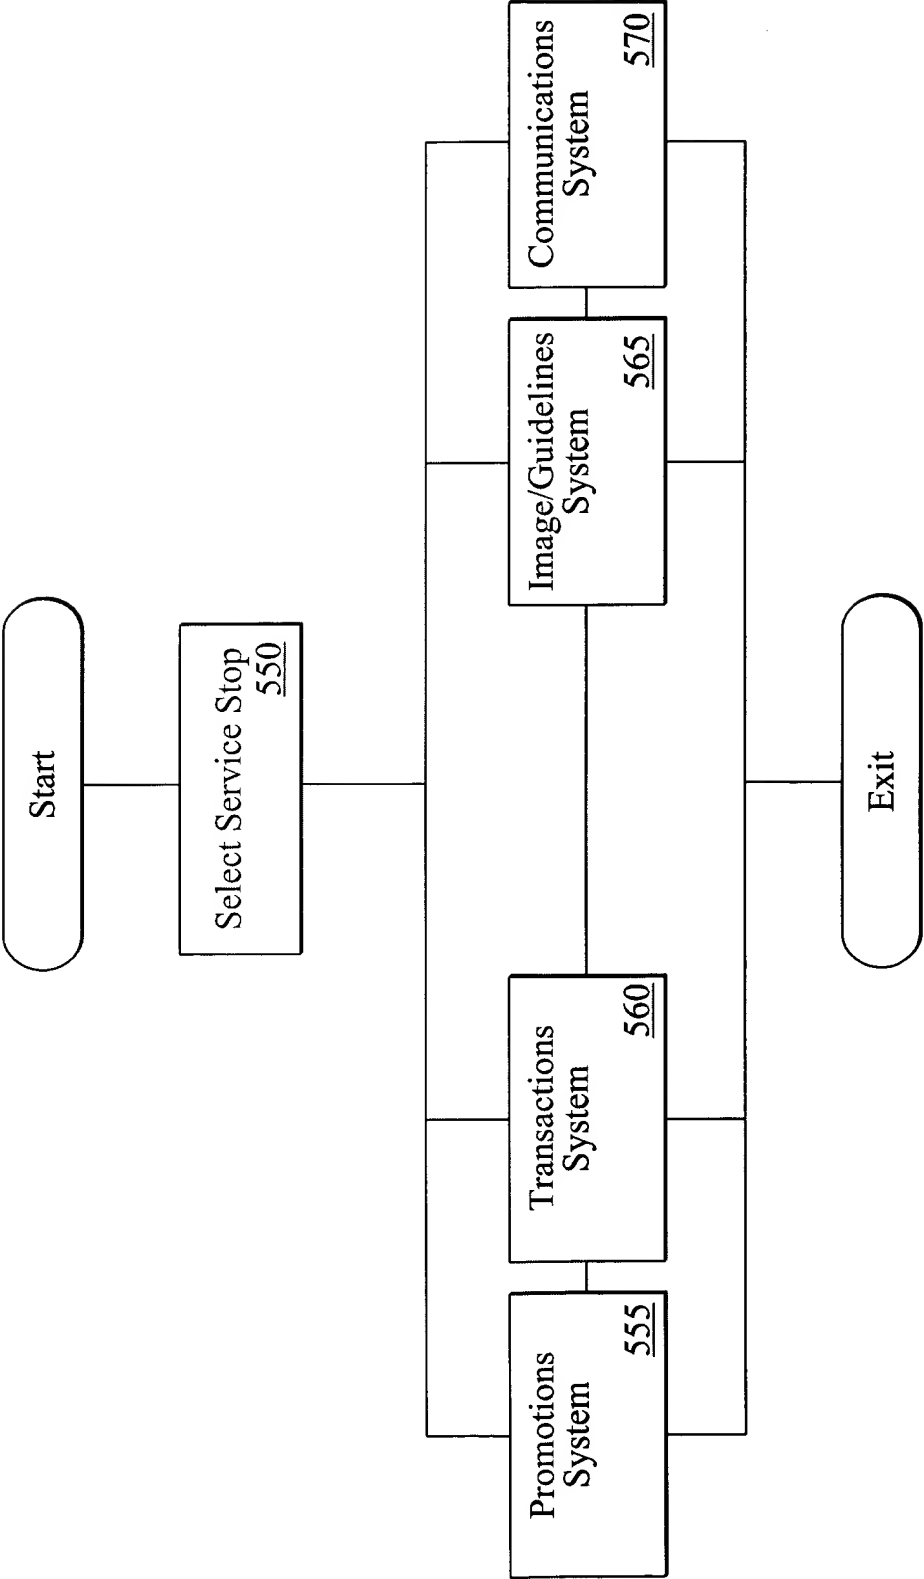 Start
Select Service Stop
550
Promotions
System
555
Transactions
System
560
Image/Guidelines
System
565
Communications
System
570
Exit